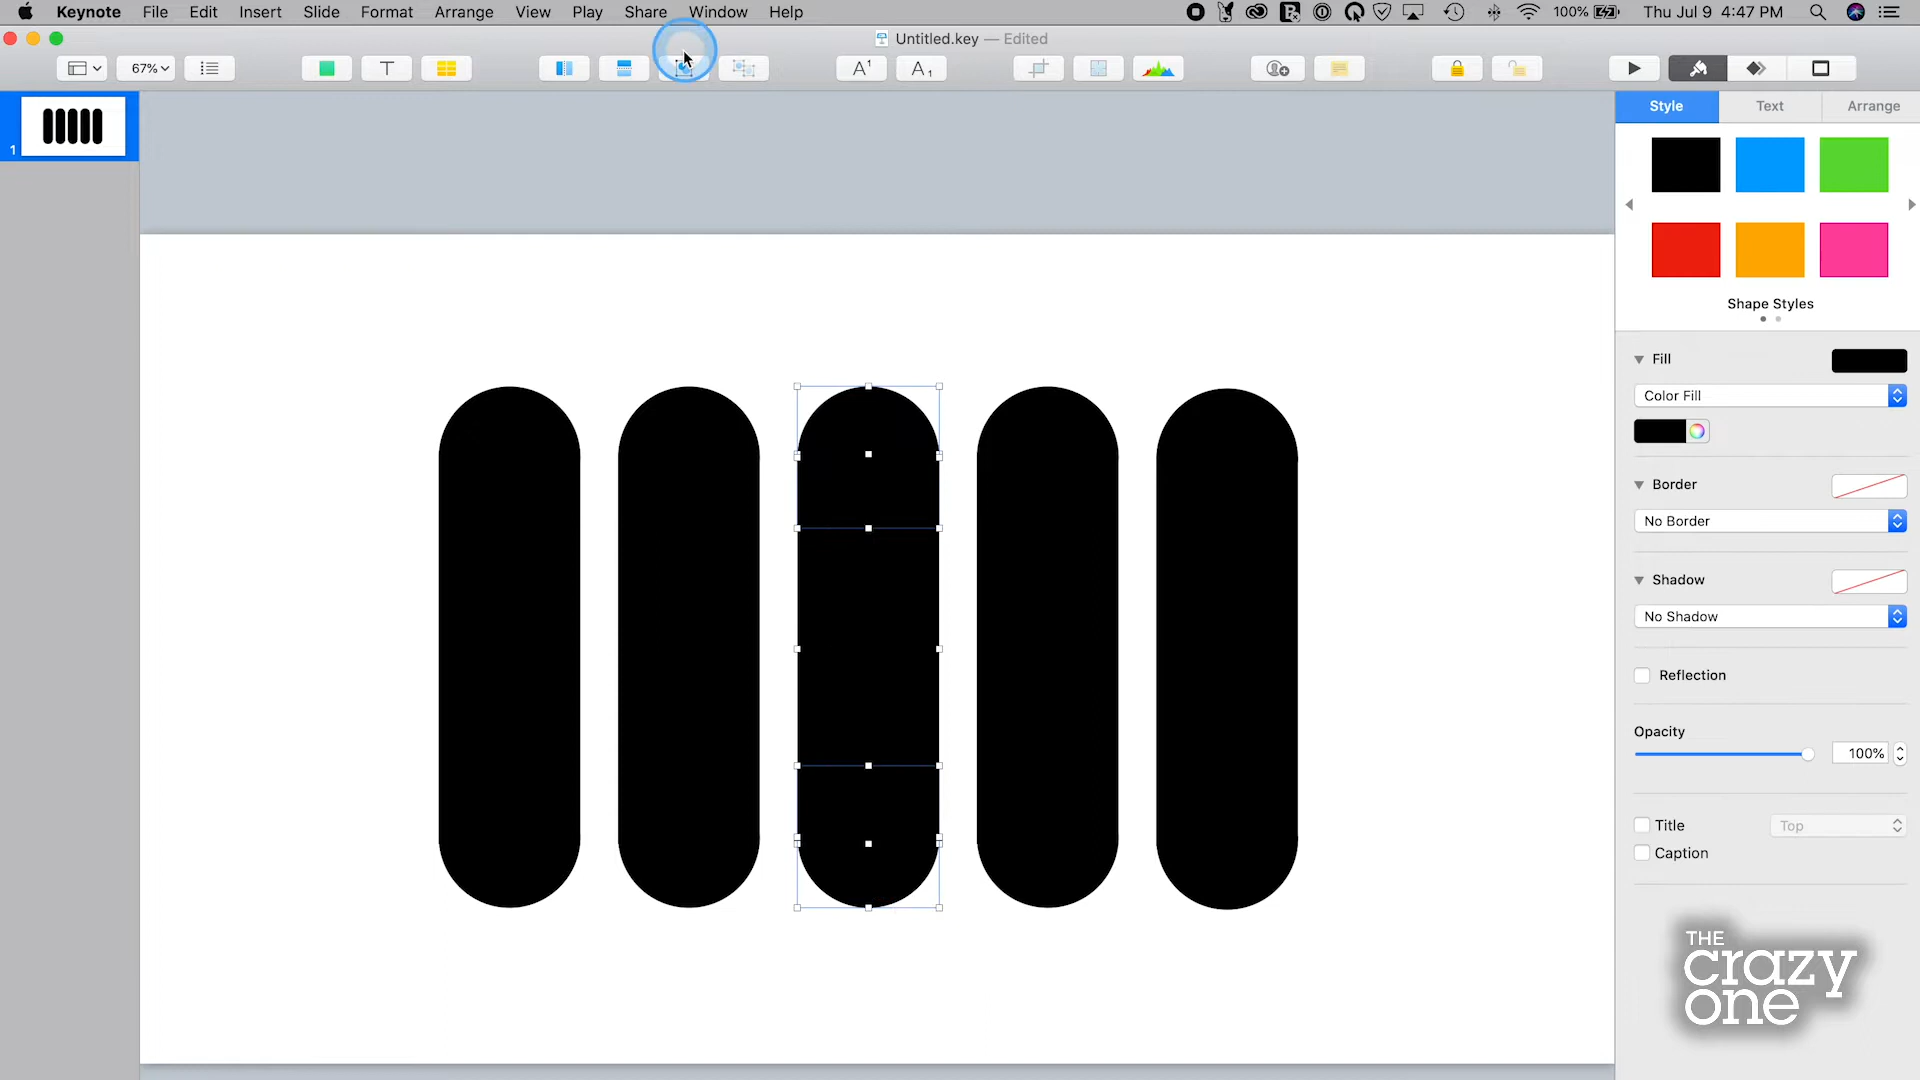 Keynote File Edit Insert Slide Format Arrange View Play Share Window Help 100% Thu Jul 9 4:47 PM
Untitled.key — Edited
67% T A1 A1
Style Text Arrange
1
Shape Styles
Fill
Color Fill
Border
No Border
Shadow
No Shadow
Reflection
Opacity
100%
Title Top
Caption
THE
crazy
one